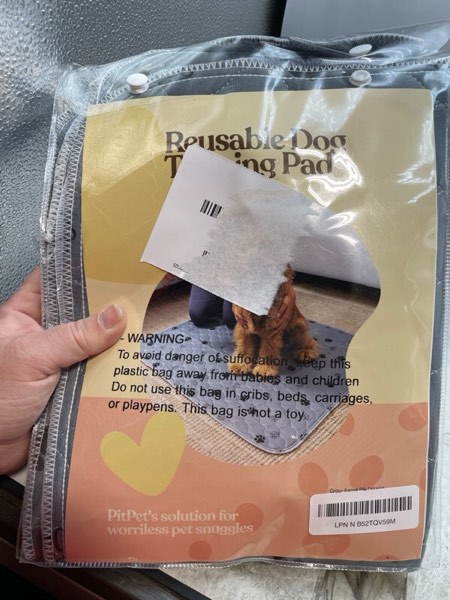 Reusable Dog
Training Pad
- WARNING-
To avoid danger of suffocation, keep this
plastic bag away from babies and children
Do not use this bag in cribs, beds, carriages,
or playpens. This bag is not a toy
PitPet's solution for
worriless pet snuggles
LPN N B52TQV59M